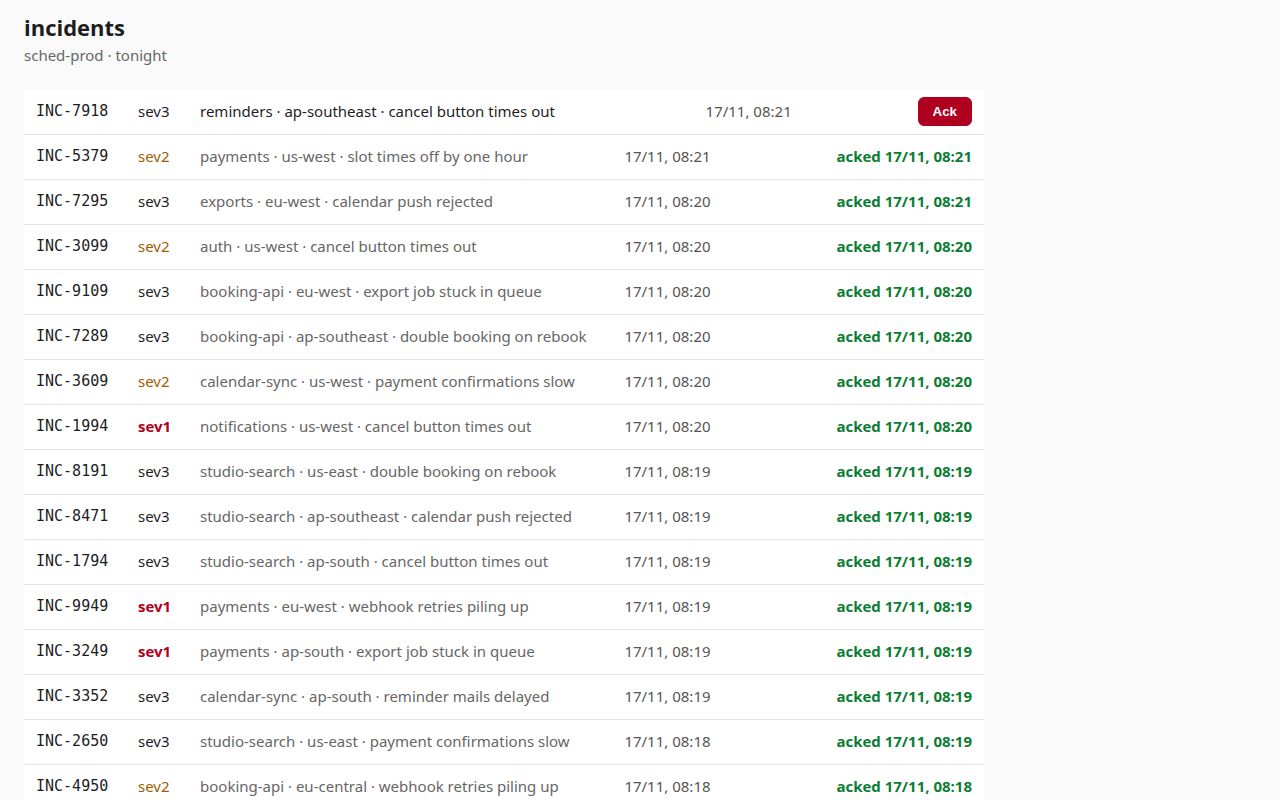 incidents
sched-prod · tonight
INC-7918 sev3 reminders · ap-southeast · cancel button times out 17/11, 08:21 Ack
INC-5379 sev2 payments · us-west · slot times off by one hour 17/11, 08:21 acked 17/11, 08:21
INC-7295 sev3 exports · eu-west · calendar push rejected 17/11, 08:20 acked 17/11, 08:21
INC-3099 sev2 auth · us-west · cancel button times out 17/11, 08:20 acked 17/11, 08:20
INC-9109 sev3 booking-api · eu-west · export job stuck in queue 17/11, 08:20 acked 17/11, 08:20
INC-7289 sev3 booking-api · ap-southeast · double booking on rebook 17/11, 08:20 acked 17/11, 08:20
INC-3609 sev2 calendar-sync · us-west · payment confirmations slow 17/11, 08:20 acked 17/11, 08:20
INC-1994 sev1 notifications · us-west · cancel button times out 17/11, 08:20 acked 17/11, 08:20
INC-8191 sev3 studio-search · us-east · double booking on rebook 17/11, 08:19 acked 17/11, 08:19
INC-8471 sev3 studio-search · ap-southeast · calendar push rejected 17/11, 08:19 acked 17/11, 08:19
INC-1794 sev3 studio-search · ap-south · cancel button times out 17/11, 08:19 acked 17/11, 08:19
INC-9949 sev1 payments · eu-west · webhook retries piling up 17/11, 08:19 acked 17/11, 08:19
INC-3249 sev1 payments · ap-south · export job stuck in queue 17/11, 08:19 acked 17/11, 08:19
INC-3352 sev3 calendar-sync · ap-south · reminder mails delayed 17/11, 08:19 acked 17/11, 08:19
INC-2650 sev3 studio-search · us-east · payment confirmations slow 17/11, 08:18 acked 17/11, 08:19
INC-4950 sev2 booking-api · eu-central · webhook retries piling up 17/11, 08:18 acked 17/11, 08:18